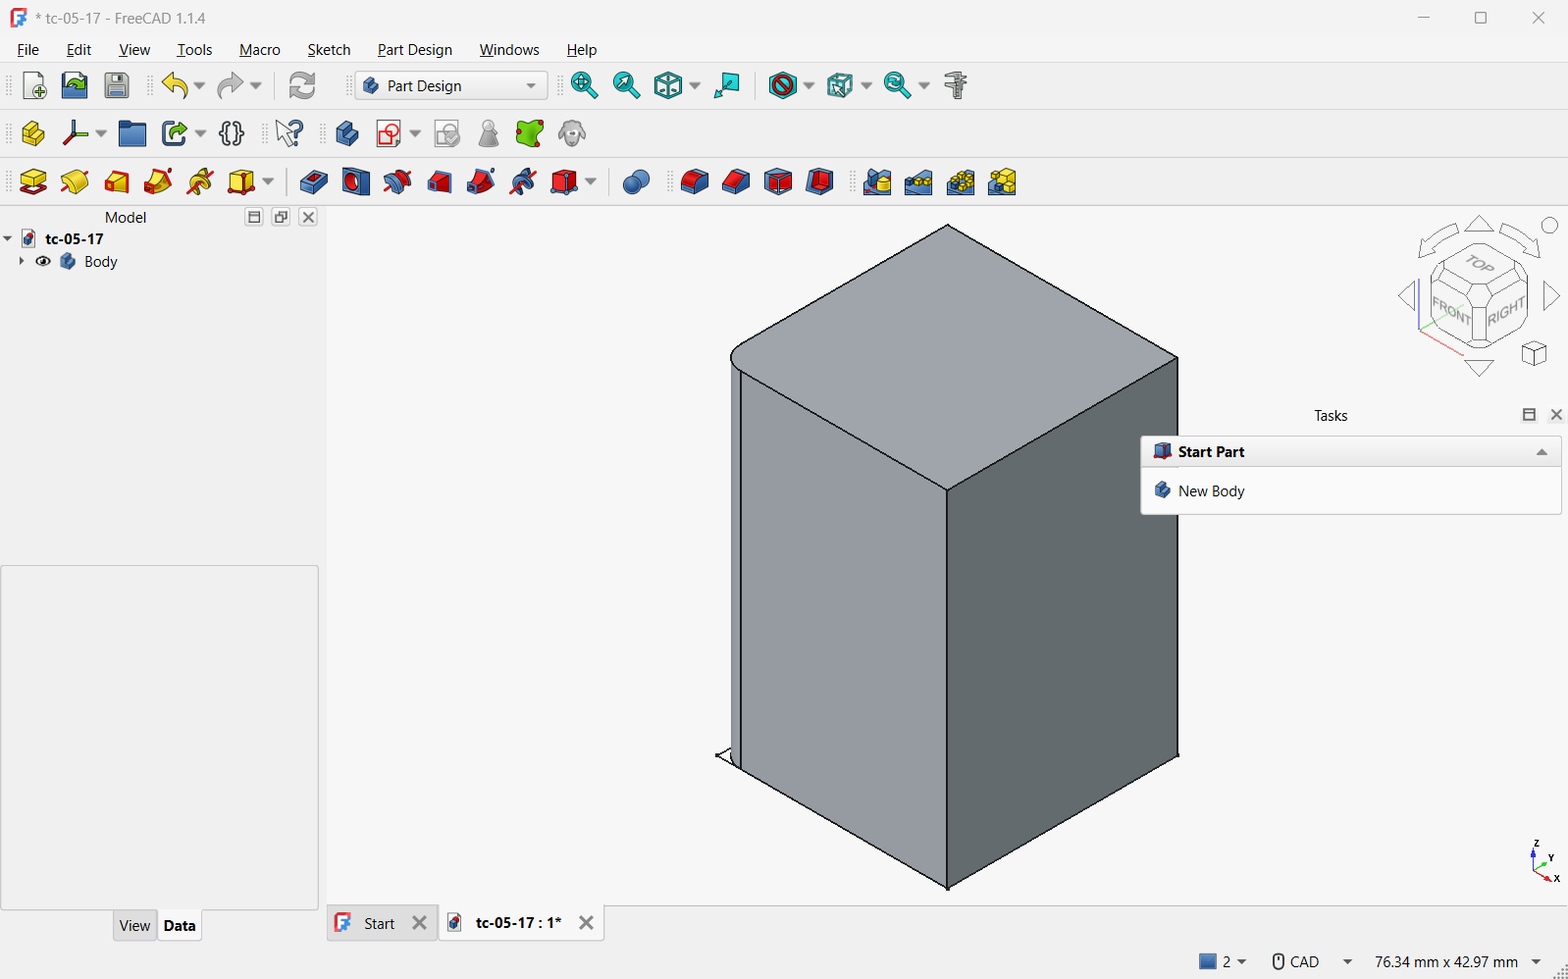 * tc-05-17 - FreeCAD 1.1.4
File Edit View Tools Macro Sketch Part Design Windows Help
Part Design
Model
tc-05-17
Body
TOP
FRONT
RIGHT
Tasks
Start Part
New Body
Z
Y
X
View Data
Start
tc-05-17 : 1*
2
CAD
76.34 mm x 42.97 mm